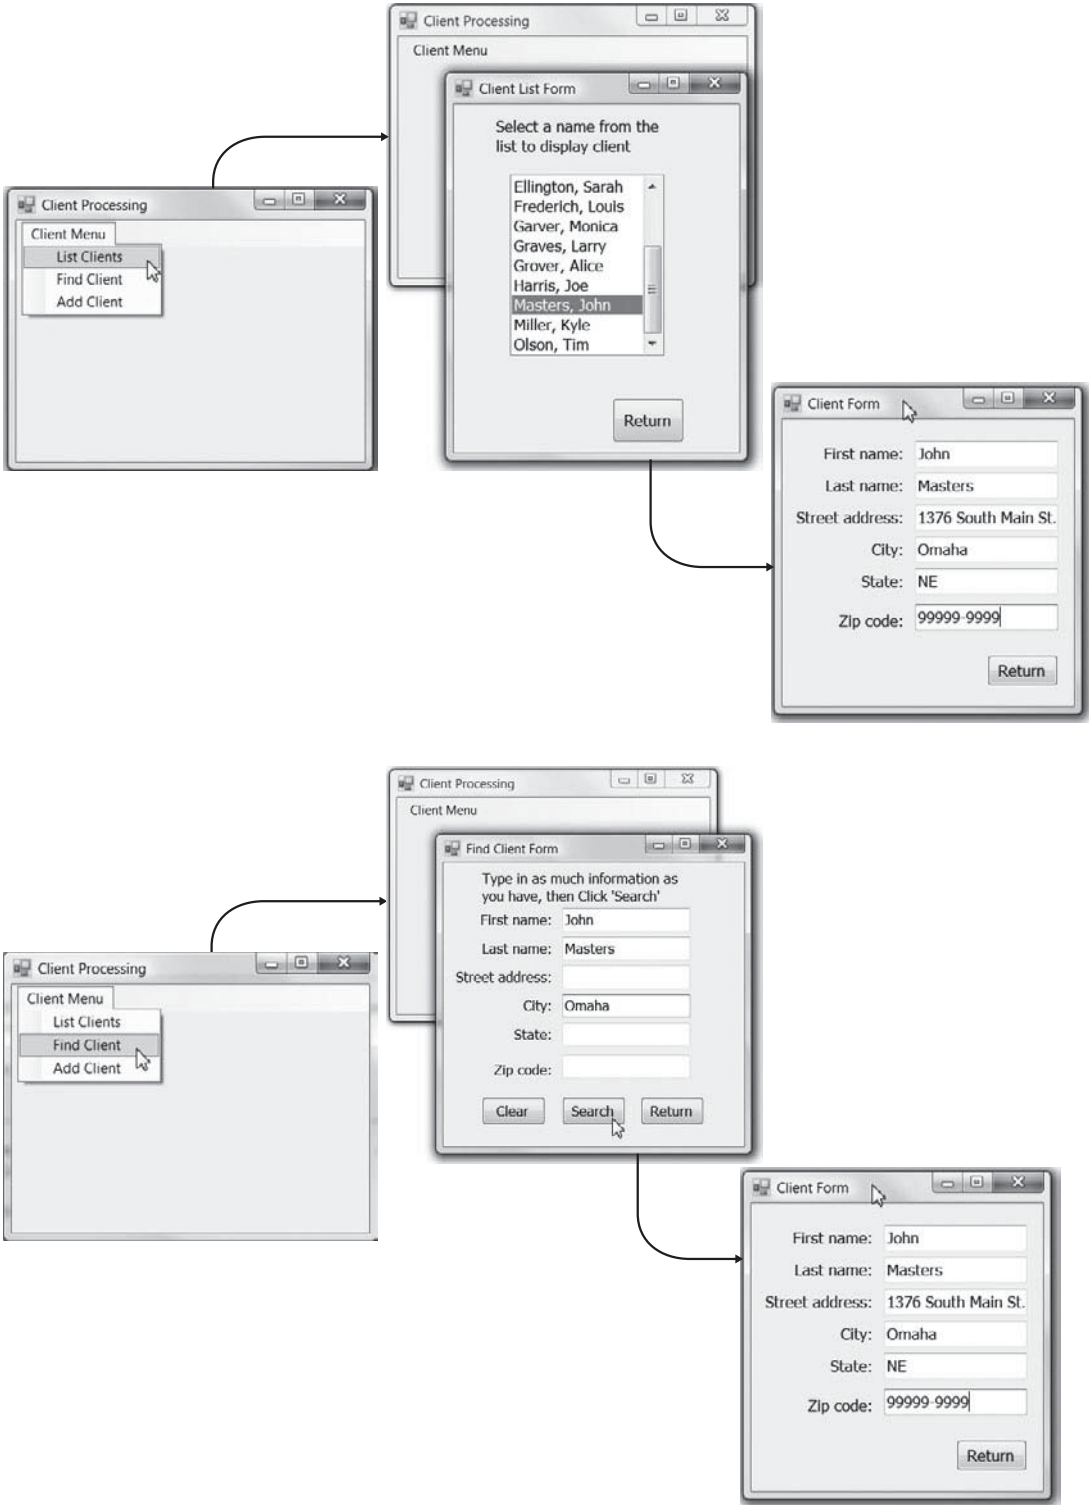 Client Processing
Client Menu
List Clients
Find Client
Add Client
Client Processing
Client Menu
Client List Form
Select a name from the
list to display client
Ellington, Sarah
Frederich, Louis
Garver, Monica
Graves, Larry
Grover, Alice
Harris, Joe
Masters, John
Miller, Kyle
Olson, Tim
Return
Client Form
First name: John
Last name: Masters
Street address: 1376 South Main St.
City: Omaha
State: NE
Zip code: 99999-9999
Return
Client Processing
Client Menu
List Clients
Find Client
Add Client
Client Processing
Client Menu
Find Client Form
Type in as much information as
you have, then Click 'Search'
First name: John
Last name: Masters
Street address:
City: Omaha
State:
Zip code:
Clear Search Return
Client Form
First name: John
Last name: Masters
Street address: 1376 South Main St.
City: Omaha
State: NE
Zip code: 99999-9999
Return